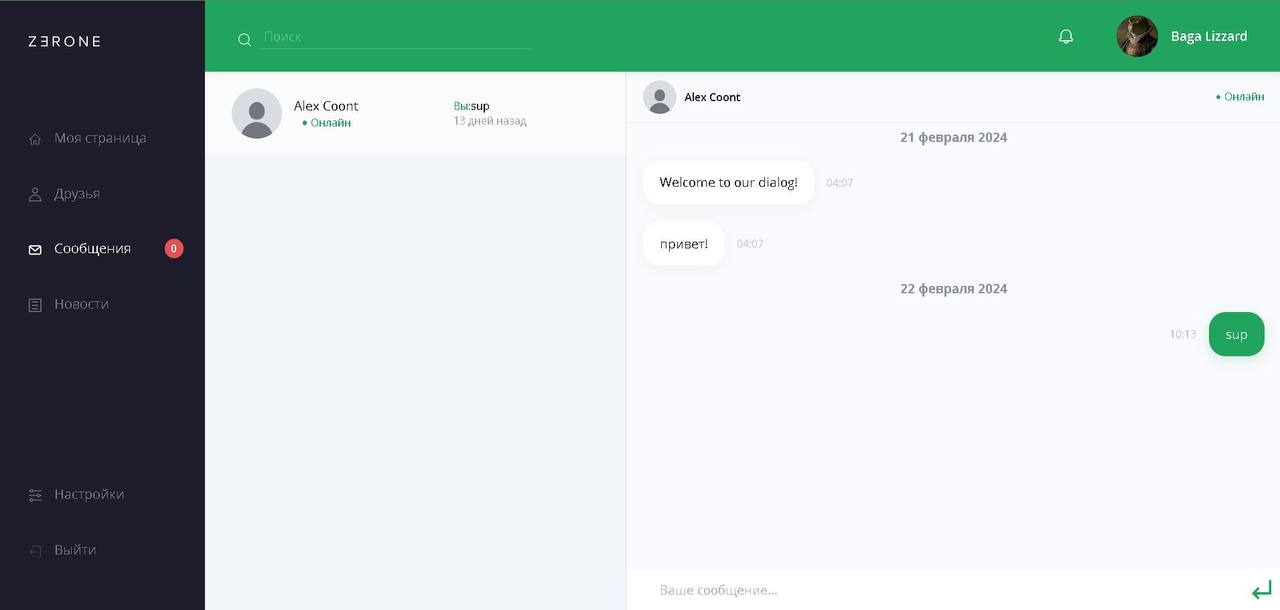 ZƎRONE
Поиск
Baga Lizzard
Моя страница
Друзья
Сообщения 0
Новости
Настройки
Выйти
Alex Coont
• Онлайн
Вы:sup
13 дней назад
Alex Coont
• Онлайн
21 февраля 2024
Welcome to our dialog! 04:07
привет! 04:07
22 февраля 2024
10:13 sup
Ваше сообщение...